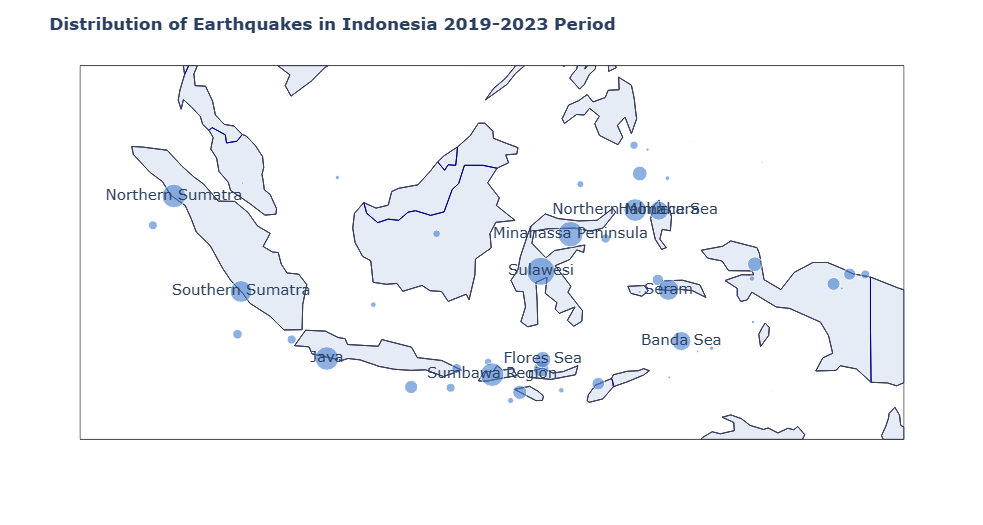 Distribution of Earthquakes in Indonesia 2019-2023 Period
Northern Sumatra
Northern Molucca Sea
Minahassa Peninsula
Sulawesi
Southern Sumatra
Seram
Banda Sea
Java
Flores Sea
Sumbawa Region